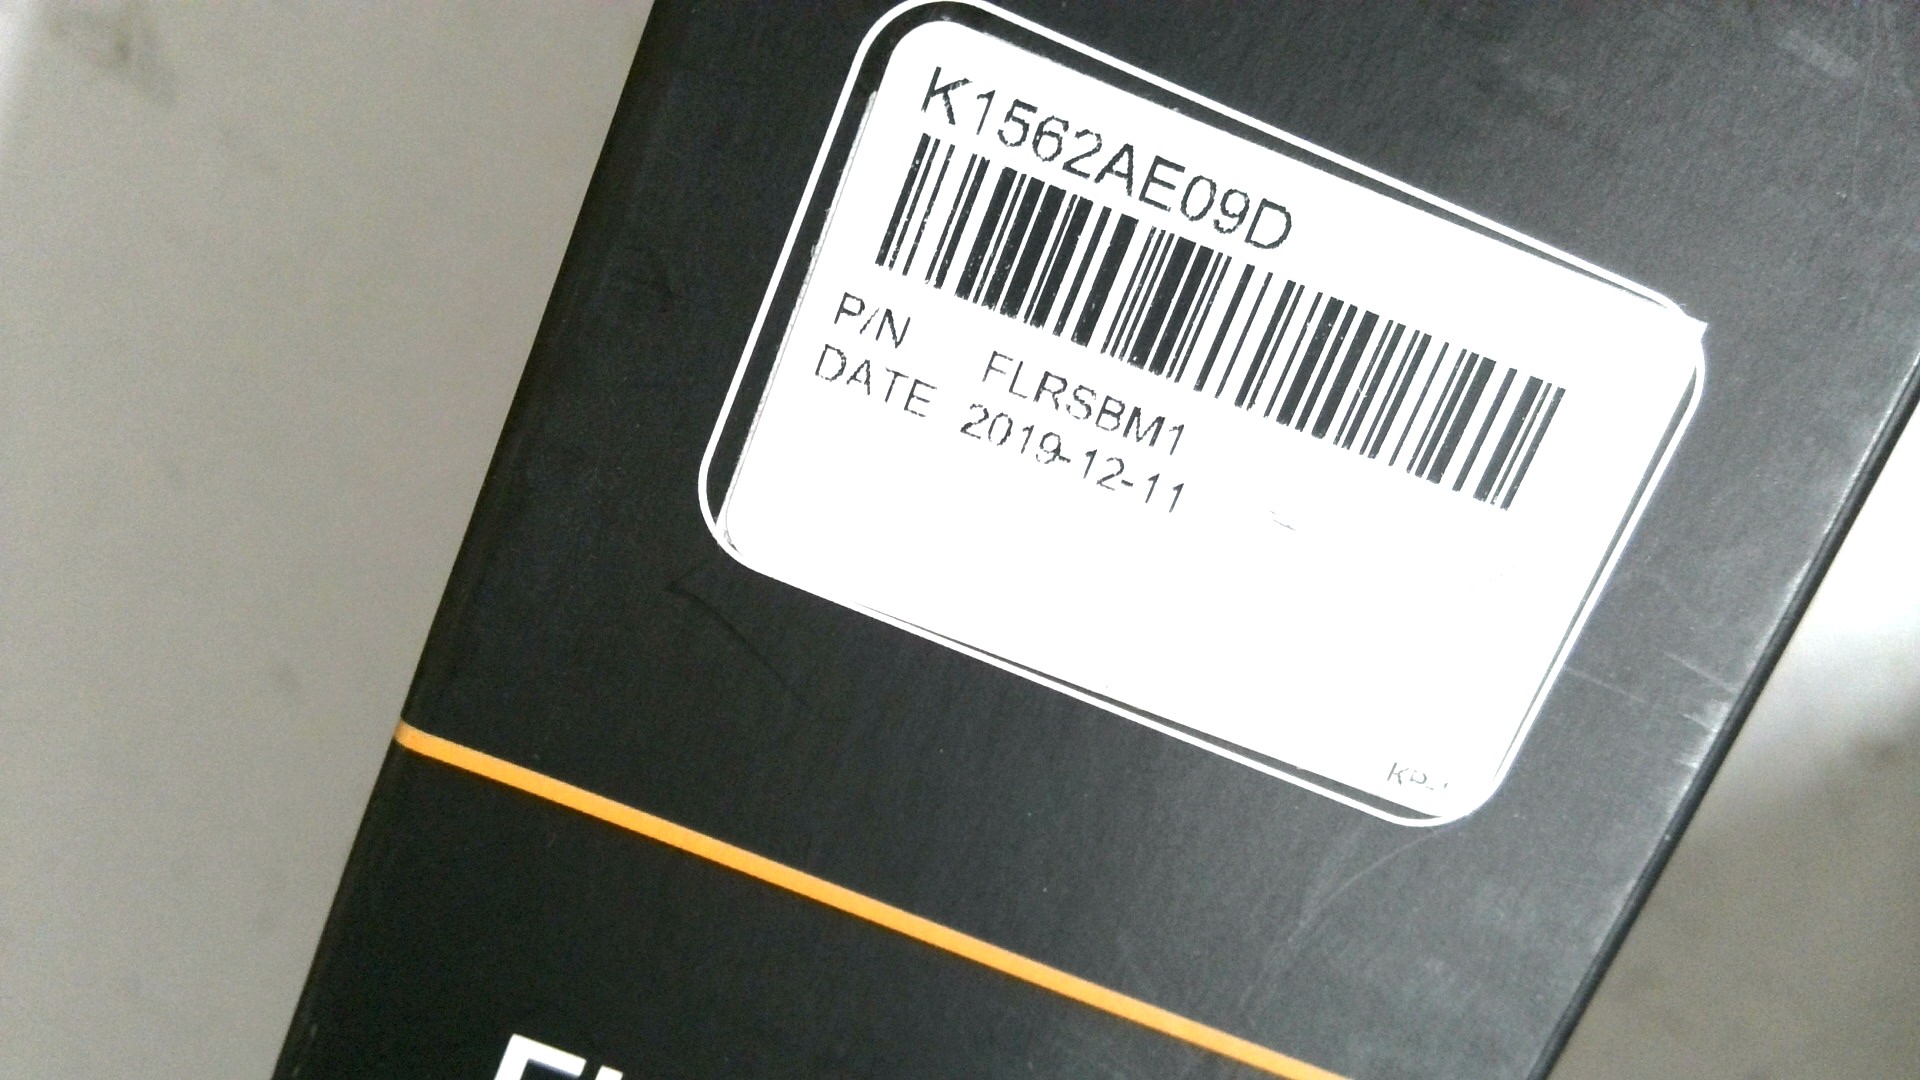 K1562AE09D
P/N FLRSBM1
DATE 2019-12-11